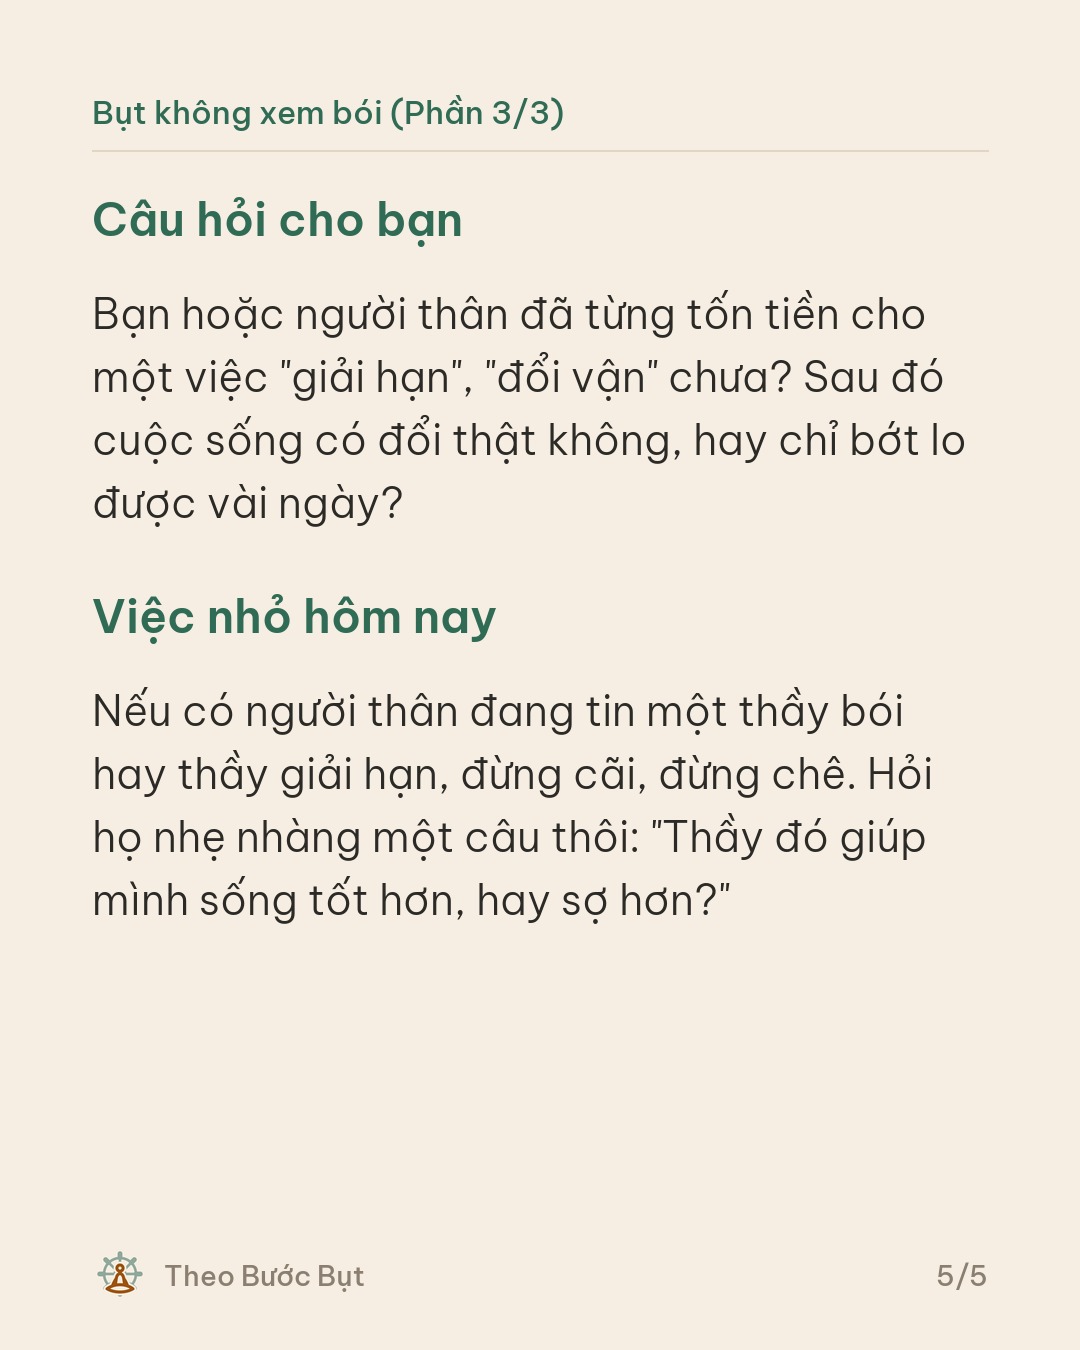 Bụt không xem bói (Phần 3/3)
Câu hỏi cho bạn
Bạn hoặc người thân đã từng tốn tiền cho
một việc "giải hạn", "đổi vận" chưa? Sau đó
cuộc sống có đổi thật không, hay chỉ bớt lo
được vài ngày?
Việc nhỏ hôm nay
Nếu có người thân đang tin một thầy bói
hay thầy giải hạn, đừng cãi, đừng chê. Hỏi
họ nhẹ nhàng một câu thôi: "Thầy đó giúp
mình sống tốt hơn, hay sợ hơn?"
Theo Bước Bụt
5/5